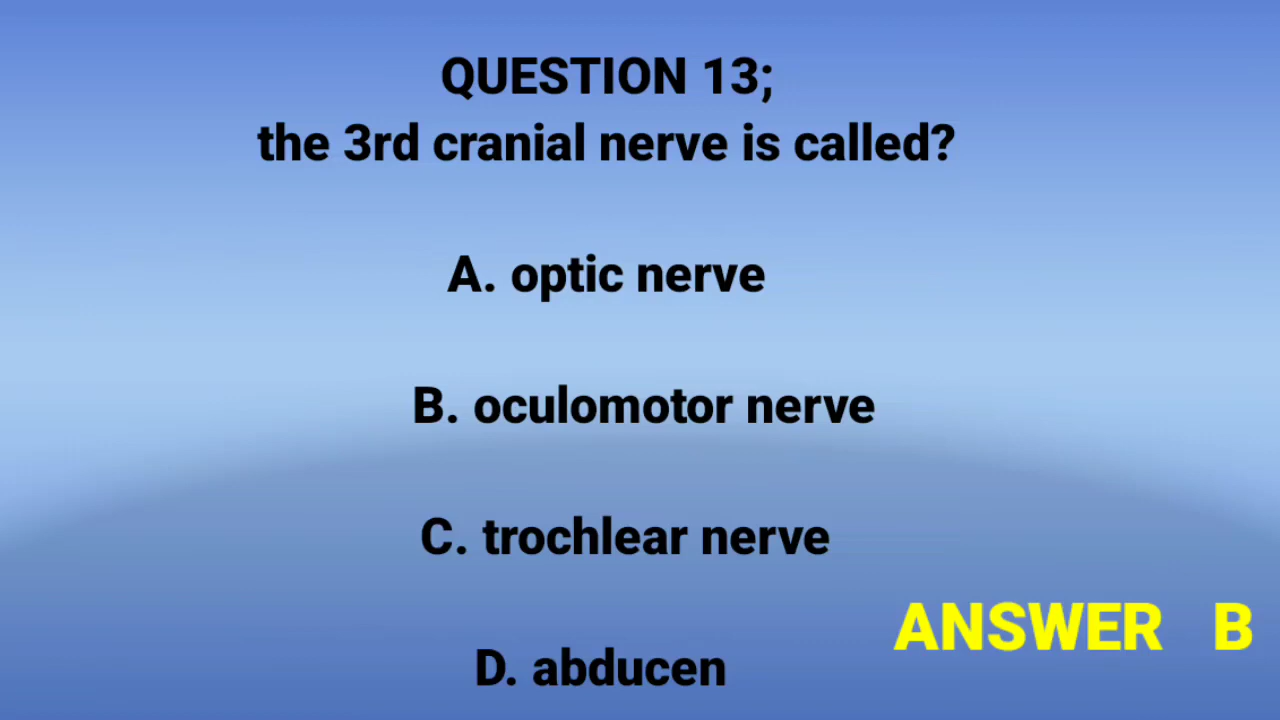 QUESTION 13;
the 3rd cranial nerve is called?
A. optic nerve
B. oculomotor nerve
C. trochlear nerve
D. abducen
ANSWER B